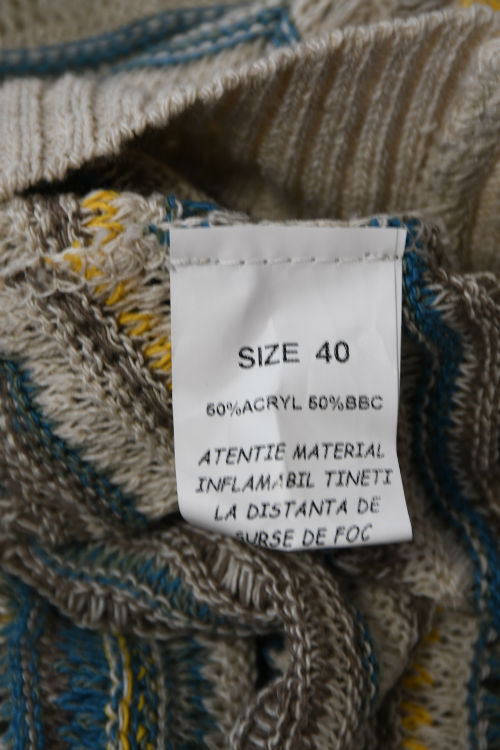 SIZE 40
50%ACRYL 50%BBC
ATENTIE MATERIAL
INFLAMABIL TINETI
LA DISTANTA DE
SURSE DE FOC